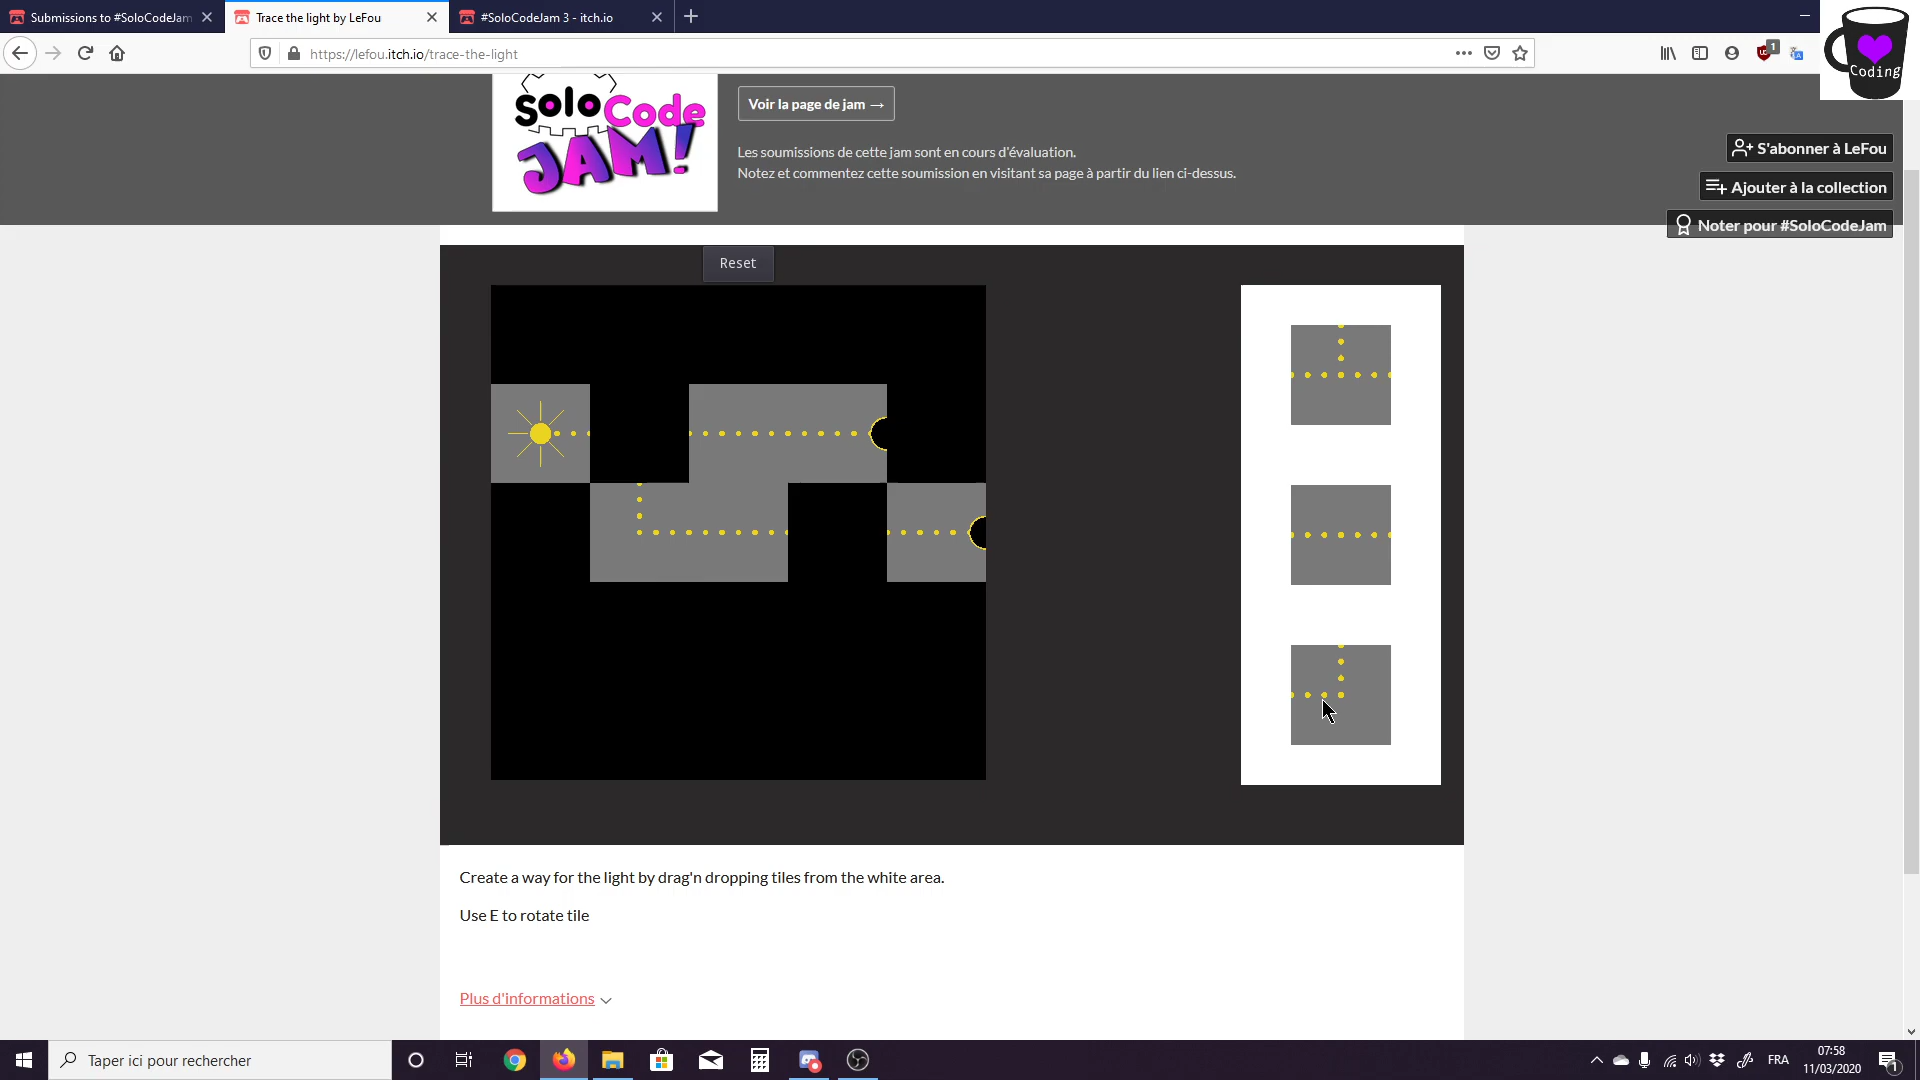 Submissions to #SoloCodeJam
Trace the light by LeFou
#SoloCodeJam 3 - itch.io
https://lefou.itch.io/trace-the-light
1
Coding
solo Code
JAM!
Voir la page de jam →
Les soumissions de cette jam sont en cours d'évaluation.
Notez et commentez cette soumission en visitant sa page à partir du lien ci-dessus.
S'abonner à LeFou
Ajouter à la collection
Noter pour #SoloCodeJam
Reset
Create a way for the light by drag'n dropping tiles from the white area.
Use E to rotate tile
Plus d'informations
Taper ici pour rechercher
FRA
07:58
11/03/2020
1